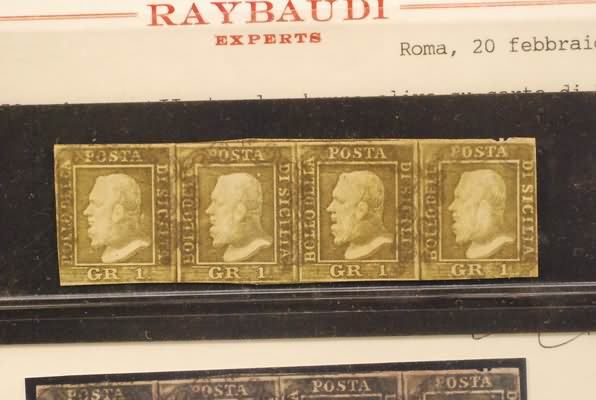 RAYBAUDI
EXPERTS
Roma, 20 febbraio
POSTA POSTA POSTA POSTA
BOLLO DELLA DI SICILIA BOLLO DELLA DI SICILIA BOLLO DELLA DI SICILIA BOLLO DELLA DI SICILIA
GR 1 GR 1 GR 1 GR 1
POSTA POSTA POSTA POSTA